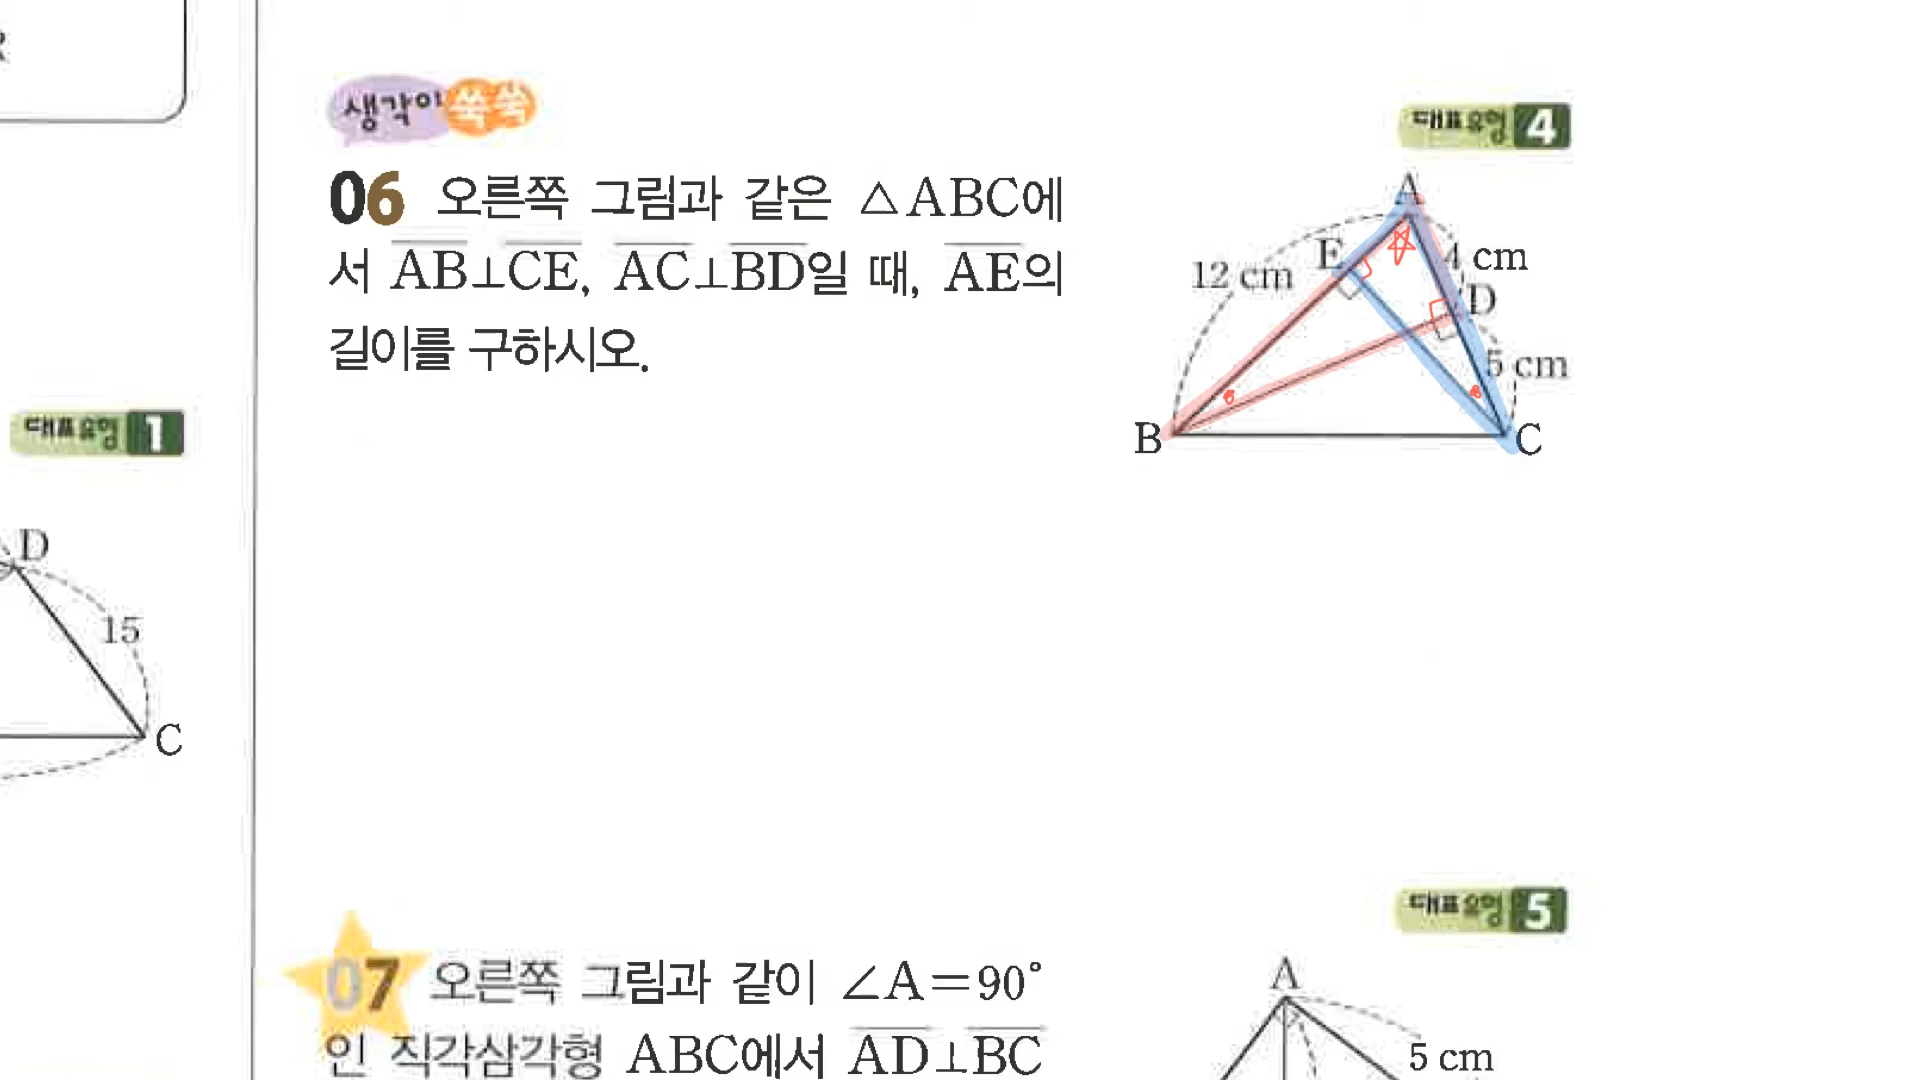 생각이 쑥쑥
대표유형 4
06 오른쪽 그림과 같은 △ABC에
서 AB⊥CE, AC⊥BD일 때, AE의
길이를 구하시오.
A
E
4 cm
12 cm
D
5 cm
B
C
대표유형 1
D
15
C
대표유형 5
07 오른쪽 그림과 같이 ∠A=90°
인 직각삼각형 ABC에서 AD⊥BC
A
5 cm